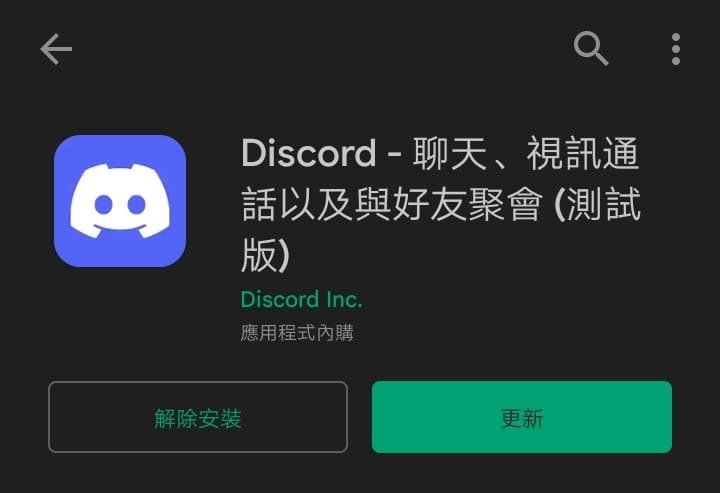 Discord - 聊天、視訊通
話以及與好友聚會 (測試
版)
Discord Inc.
應用程式內購
解除安裝
更新